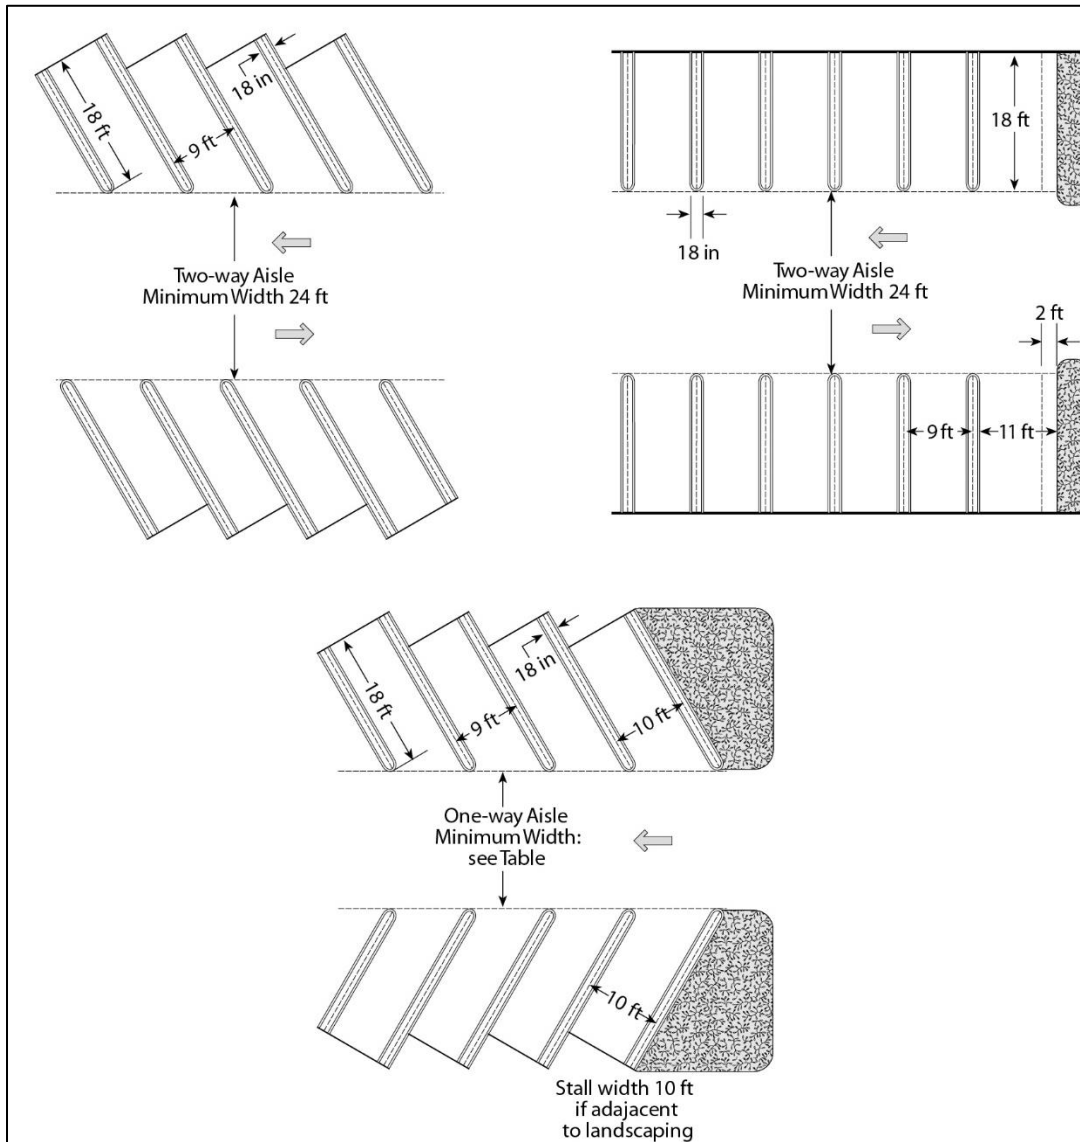 18 in
18 ft
9 ft
Two-way Aisle
Minimum Width 24 ft
18 ft
18 in
Two-way Aisle
Minimum Width 24 ft
2 ft
9 ft
11 ft
18 in
18 ft
9 ft
10 ft
One-way Aisle
Minimum Width:
see Table
10 ft
Stall width 10 ft
if adajacent
to landscaping